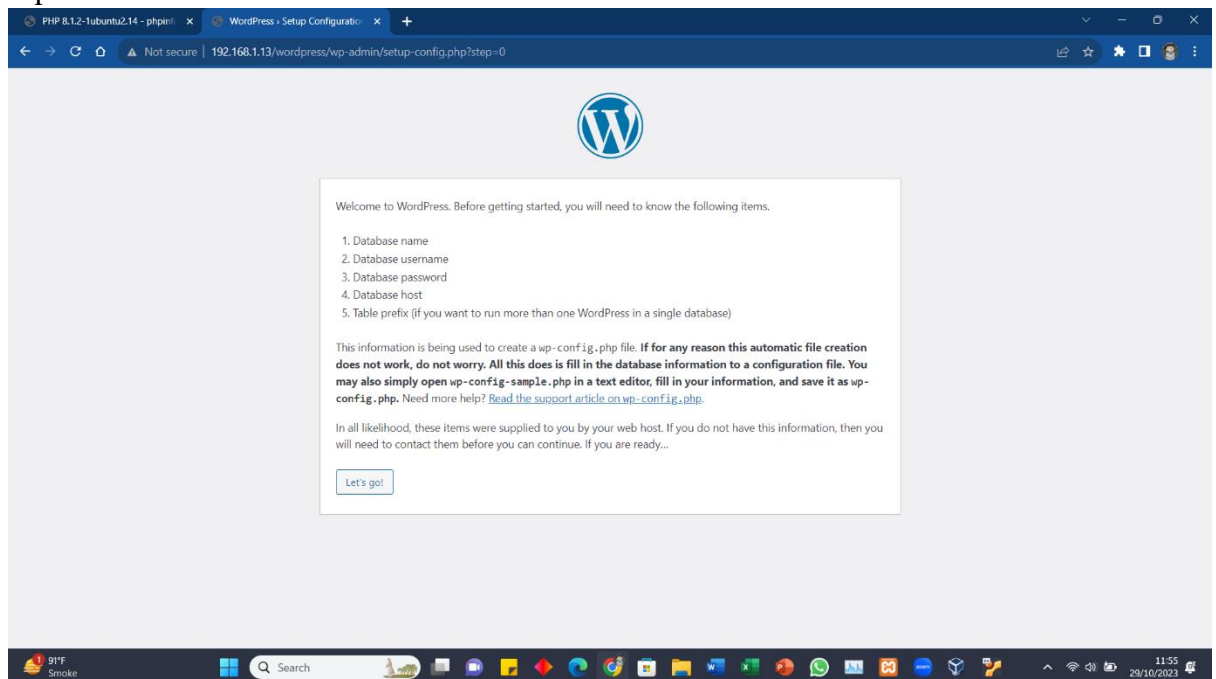 PHP 8.1.2-1ubuntu2.14 - phpinf
WordPress › Setup Configuration
Not secure
192.168.1.13/wordpress/wp-admin/setup-config.php?step=0
Welcome to WordPress. Before getting started, you will need to know the following items.
1. Database name
2. Database username
3. Database password
4. Database host
5. Table prefix (if you want to run more than one WordPress in a single database)
This information is being used to create a wp-config.php file. If for any reason this automatic file creation
does not work, do not worry. All this does is fill in the database information to a configuration file. You
may also simply open wp-config-sample.php in a text editor, fill in your information, and save it as wp-
config.php. Need more help? Read the support article on wp-config.php.
In all likelihood, these items were supplied to you by your web host. If you do not have this information, then you
will need to contact them before you can continue. If you are ready...
Let's go!
1
91°F
Smoke
Search
zoom
11:55
29/10/2023